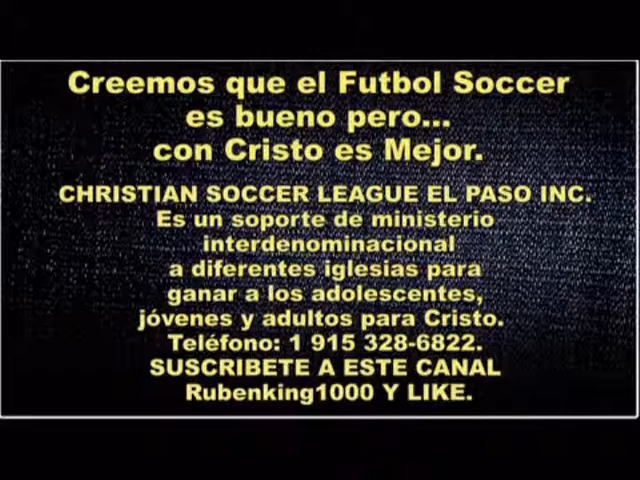 Creemos que el Futbol Soccer
es bueno pero...
con Cristo es Mejor.
CHRISTIAN SOCCER LEAGUE EL PASO INC.
Es un soporte de ministerio
interdenominacional
a diferentes iglesias para
ganar a los adolescentes,
jóvenes y adultos para Cristo.
Teléfono: 1 915 328-6822.
SUSCRIBETE A ESTE CANAL
Rubenking1000 Y LIKE.